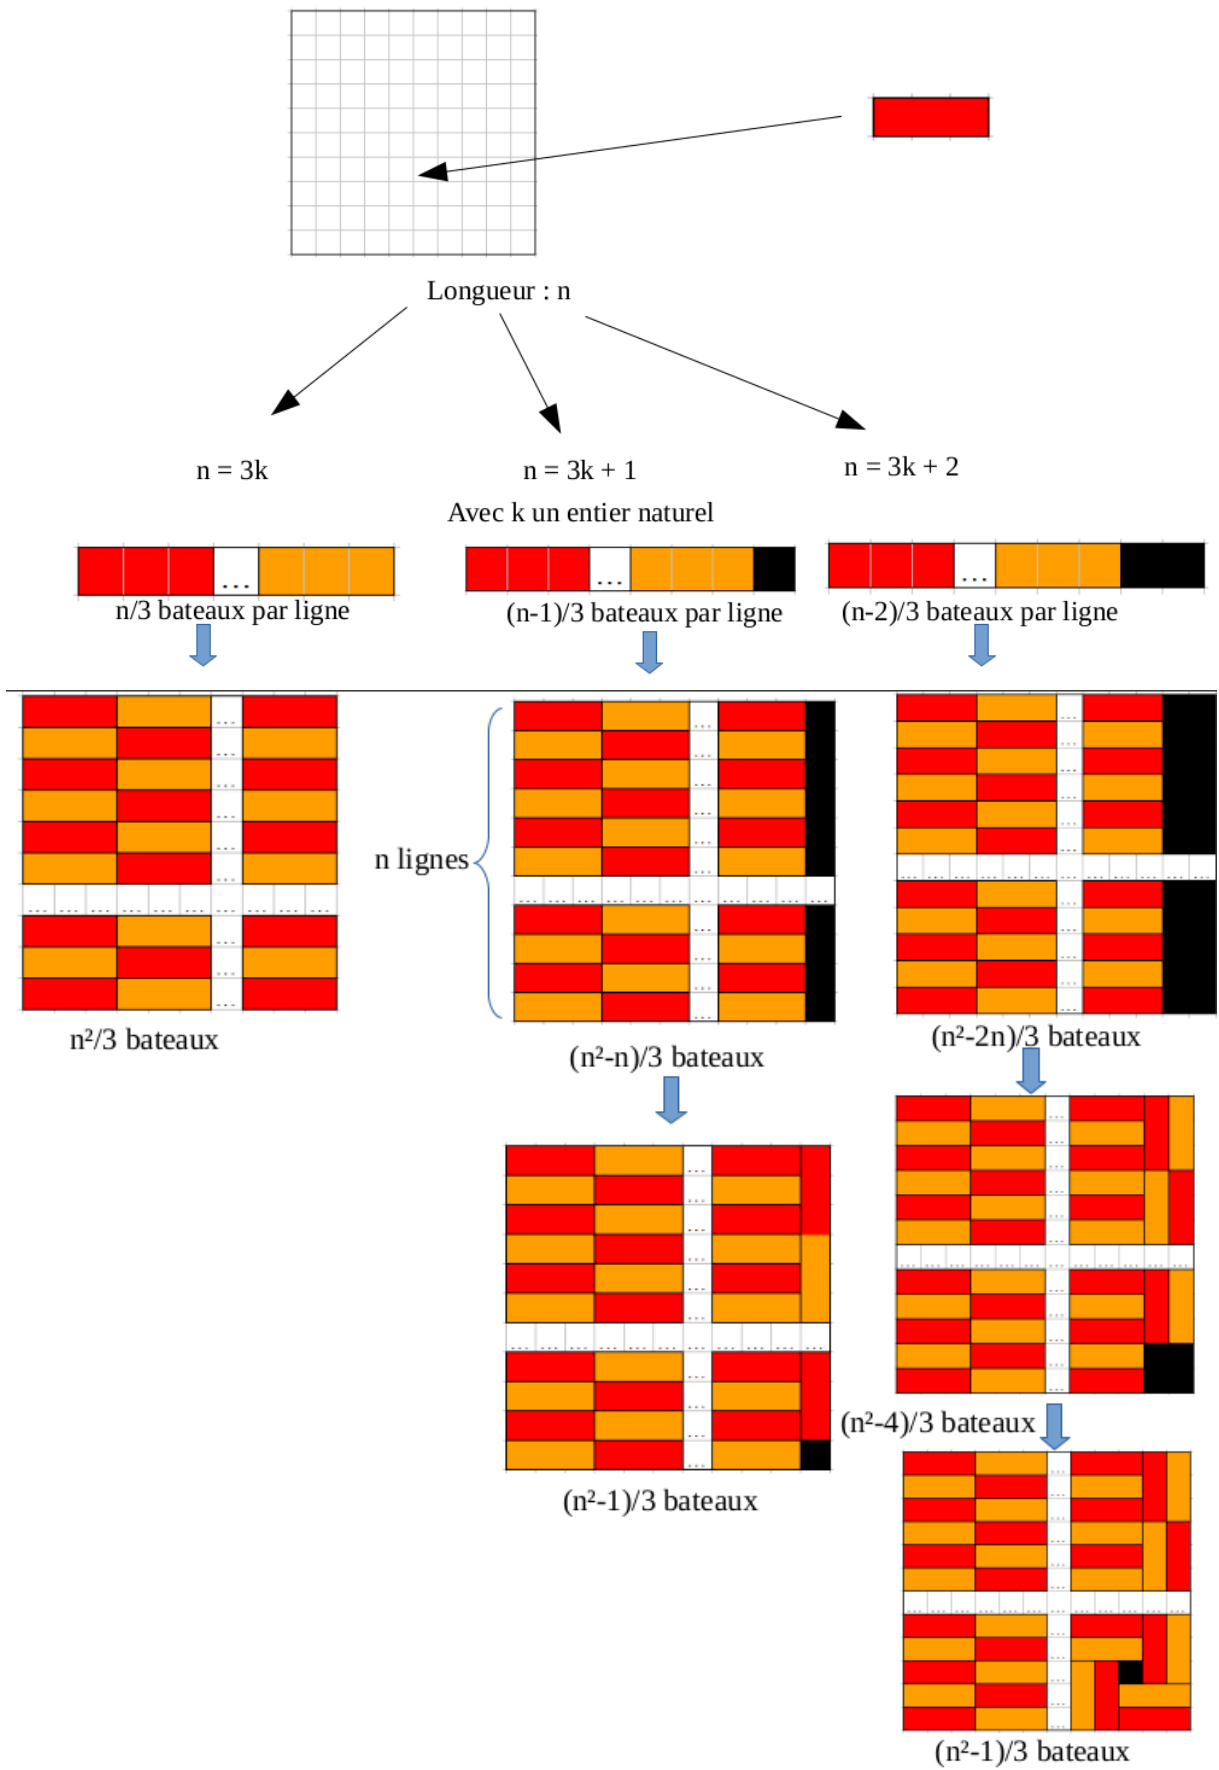 Longueur : n
n = 3k
n = 3k + 1
n = 3k + 2
Avec k un entier naturel
...
...
...
n/3 bateaux par ligne
(n-1)/3 bateaux par ligne
(n-2)/3 bateaux par ligne
n lignes
n²/3 bateaux
(n²-n)/3 bateaux
(n²-2n)/3 bateaux
(n²-4)/3 bateaux
(n²-1)/3 bateaux
(n²-1)/3 bateaux